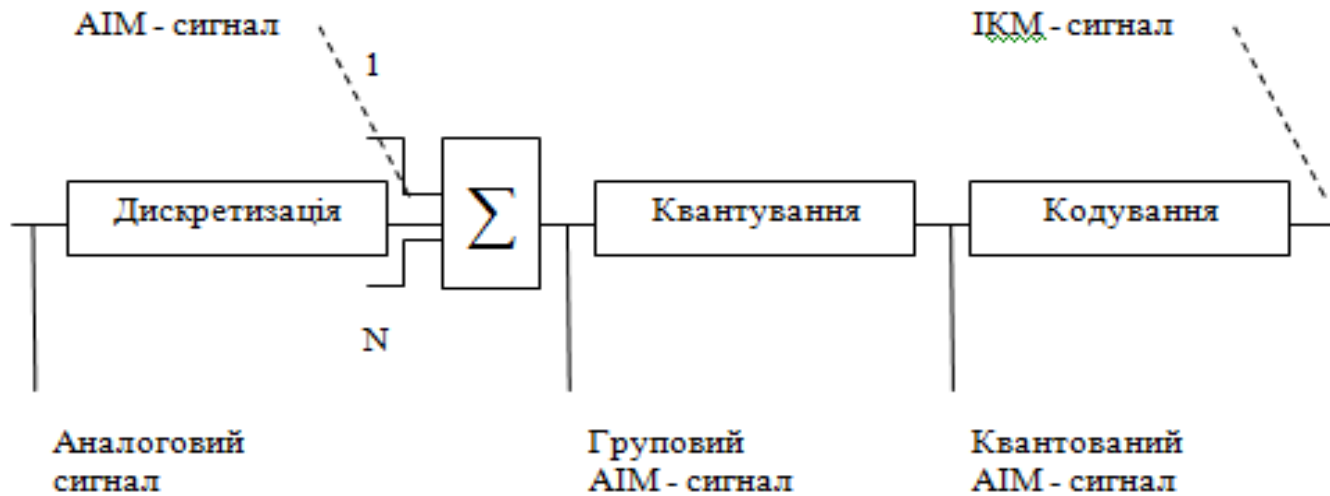 АІМ - сигнал
ІКМ - сигнал
1
Дискретизація
∑
Квантування
Кодування
N
Аналоговий
сигнал
Груповий
АІМ - сигнал
Квантований
АІМ - сигнал